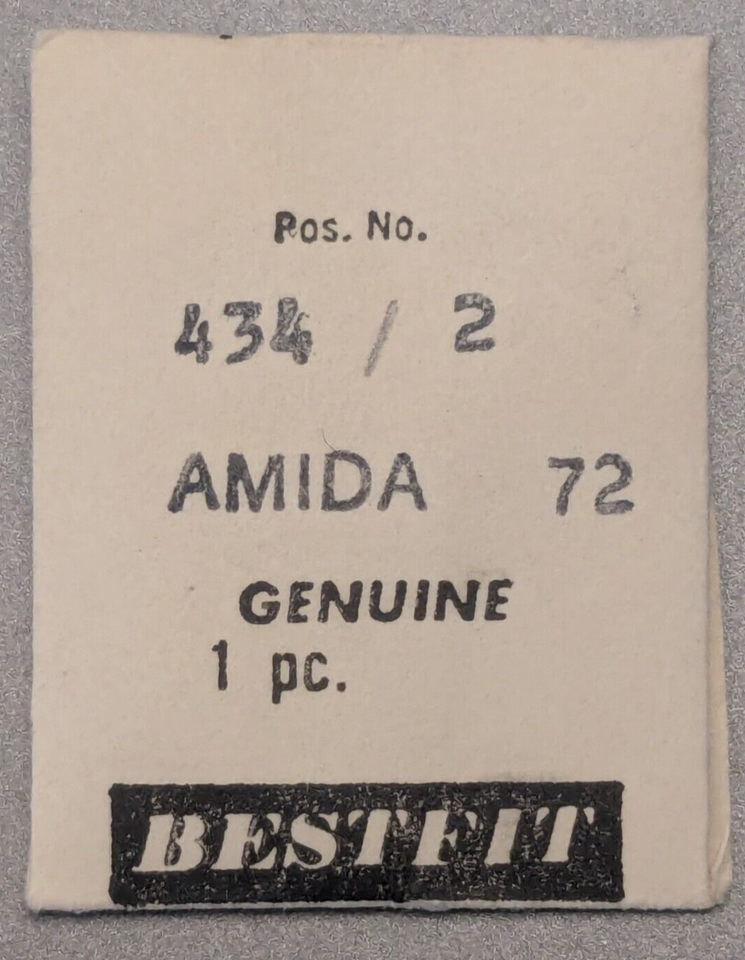 Pos. No.
434 / 2
AMIDA 72
GENUINE
1 pc.
BESTFIT